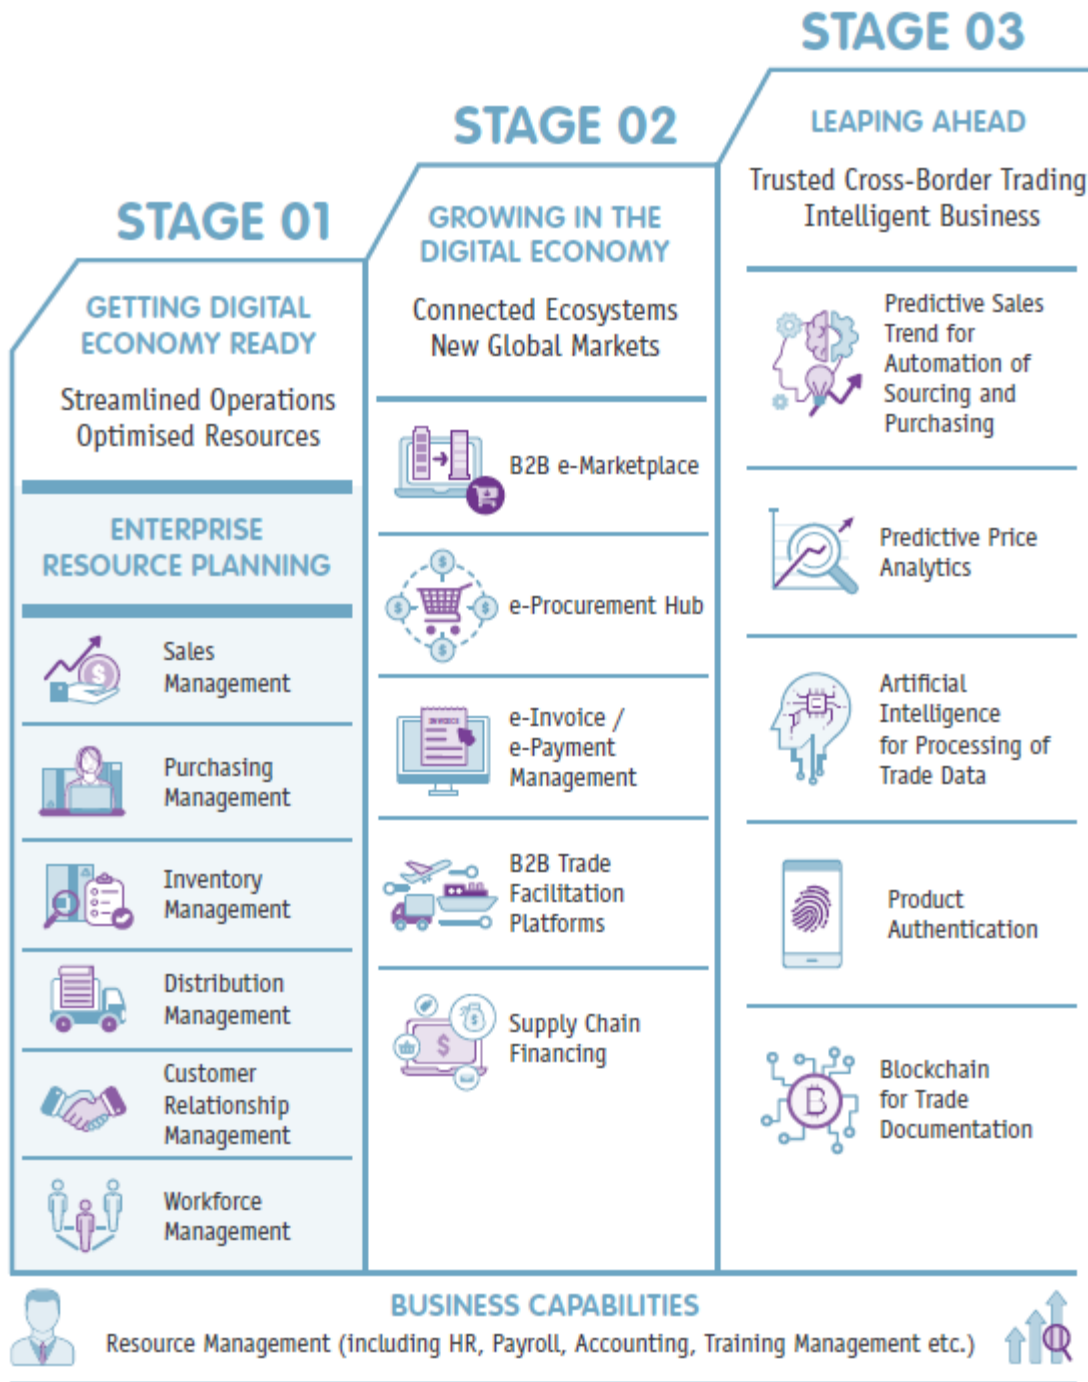 STAGE 01
GETTING DIGITAL
ECONOMY READY
Streamlined Operations
Optimised Resources
ENTERPRISE
RESOURCE PLANNING
Sales
Management
Purchasing
Management
Inventory
Management
Distribution
Management
Customer
Relationship
Management
Workforce
Management
STAGE 02
GROWING IN THE
DIGITAL ECONOMY
Connected Ecosystems
New Global Markets
B2B e-Marketplace
e-Procurement Hub
INVOICE
e-Invoice /
e-Payment
Management
B2B Trade
Facilitation
Platforms
Supply Chain
Financing
STAGE 03
LEAPING AHEAD
Trusted Cross-Border Trading
Intelligent Business
Predictive Sales
Trend for
Automation of
Sourcing and
Purchasing
Predictive Price
Analytics
Artificial
Intelligence
for Processing of
Trade Data
Product
Authentication
Blockchain
for Trade
Documentation
BUSINESS CAPABILITIES
Resource Management (including HR, Payroll, Accounting, Training Management etc.)